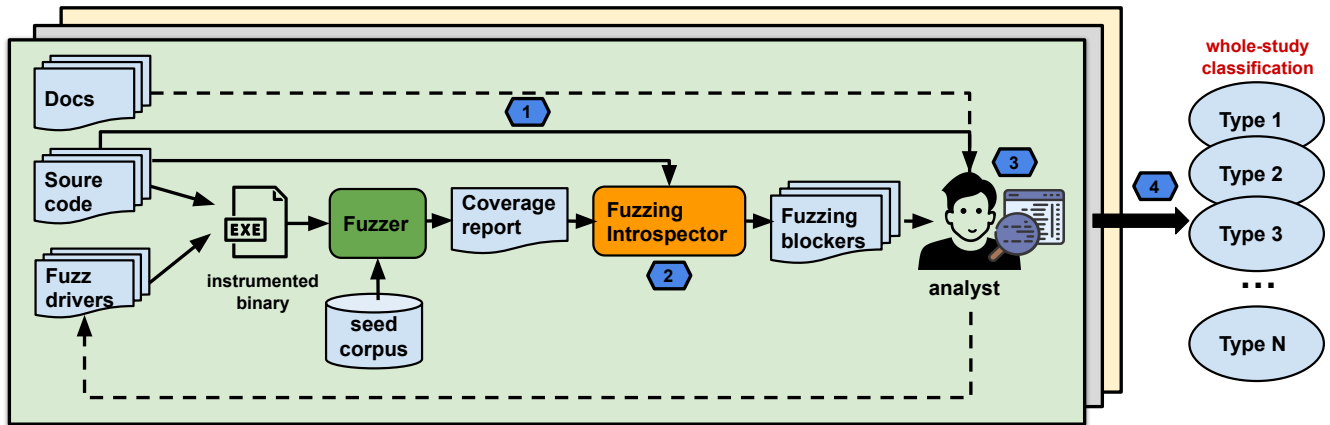 whole-study
classification
Docs
1
Type 1
Soure
code
3
Type 2
4
EXE
Fuzzer
Coverage
report
Fuzzing
Introspector
Fuzzing
blockers
Type 3
Fuzz
drivers
instrumented
binary
2
analyst
...
seed
corpus
Type N